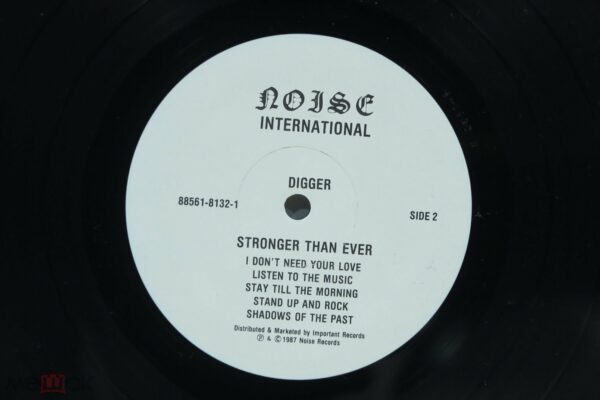 NOISE
INTERNATIONAL
DIGGER
88561-8132-1
SIDE 2
STRONGER THAN EVER
I DON'T NEED YOUR LOVE
LISTEN TO THE MUSIC
STAY TILL THE MORNING
STAND UP AND ROCK
SHADOWS OF THE PAST
Distributed & Marketed by Important Records
℗ & © 1987 Noise Records
мешок